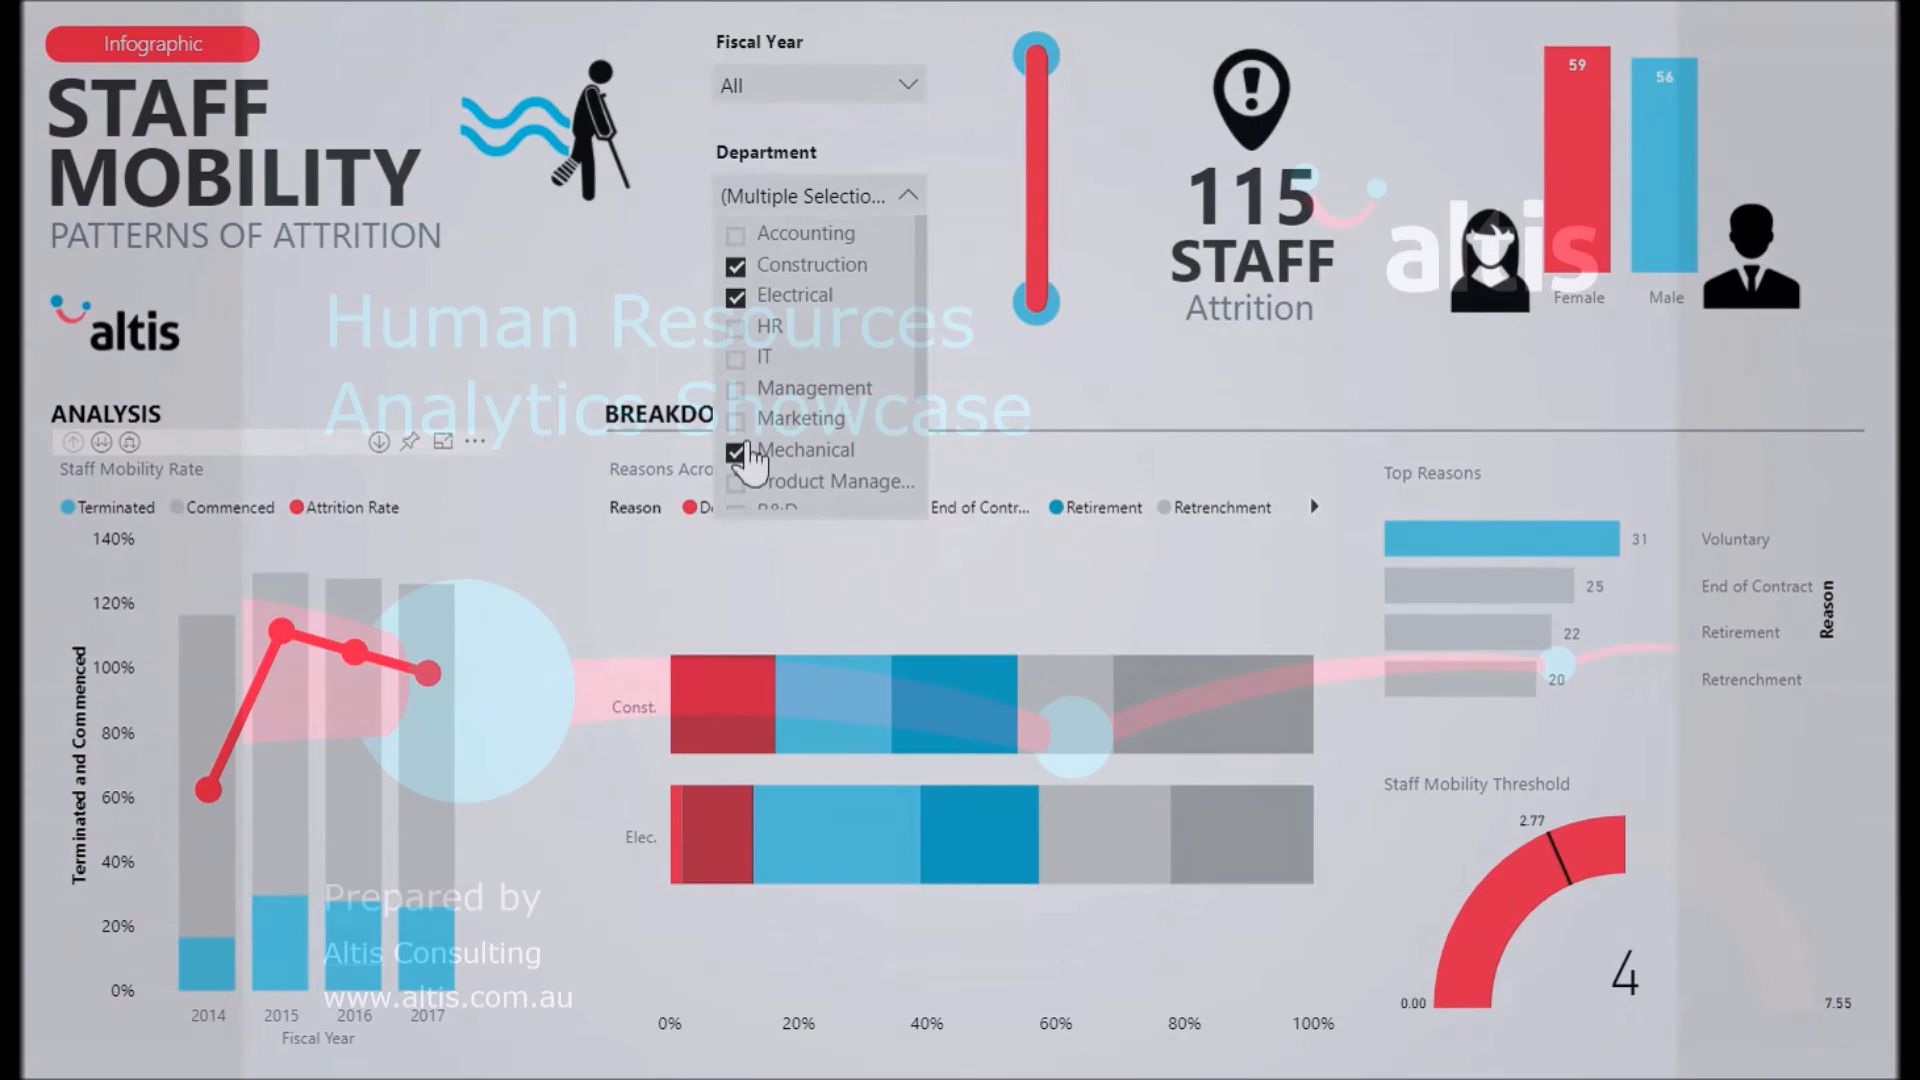 Infographic
STAFF
MOBILITY
PATTERNS OF ATTRITION
altis
Fiscal Year
All
Department
(Multiple Selectio...
Accounting
Construction
Electrical
HR
IT
Management
Marketing
Mechanical
Product Manage...
R&D
115
STAFF
Attrition
59
56
Female
Male
altis
Human Resources
Analytics Showcase
ANALYSIS
Staff Mobility Rate
Terminated
Commenced
Attrition Rate
140%
120%
100%
80%
60%
40%
20%
0%
Terminated and Commenced
2014
2015
2016
2017
Fiscal Year
Prepared by
Altis Consulting
www.altis.com.au
BREAKDO
Reasons Acro
Reason
End of Contr...
Retirement
Retrenchment
Const.
Elec.
0%
20%
40%
60%
80%
100%
Top Reasons
31
Voluntary
25
End of Contract
22
Retirement
20
Retrenchment
Reason
Staff Mobility Threshold
2.77
0.00
4
7.55